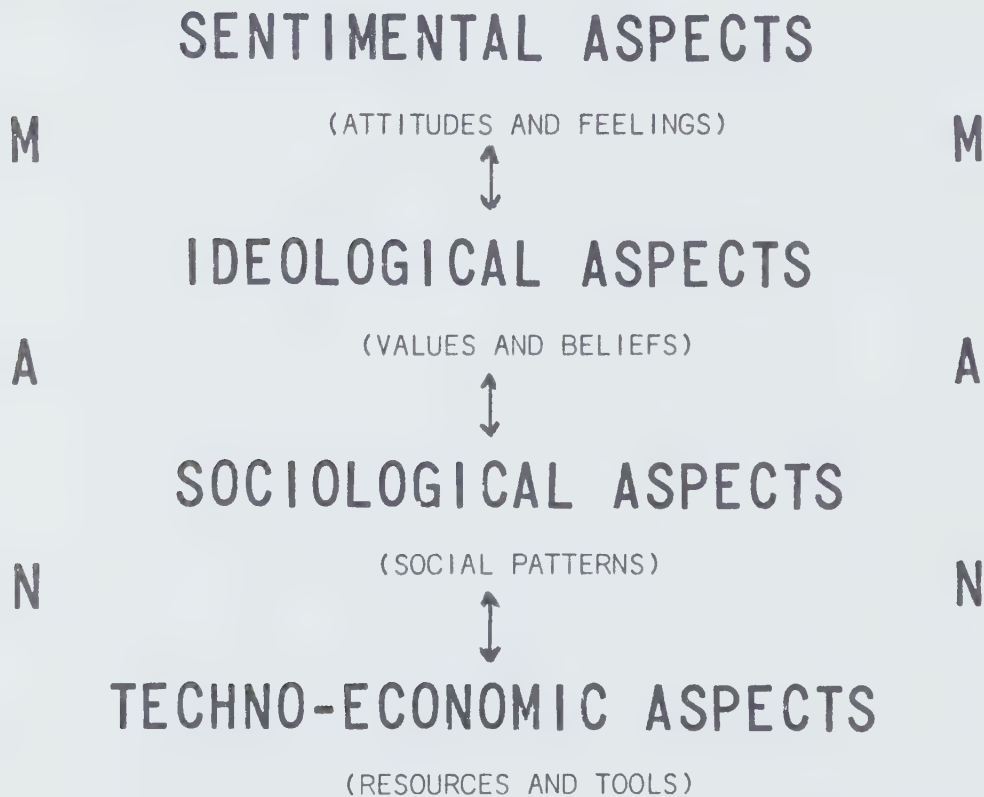 SENTIMENTAL ASPECTS
M (ATTITUDES AND FEELINGS) M
IDEOLOGICAL ASPECTS
A (VALUES AND BELIEFS) A
SOCIOLOGICAL ASPECTS
N (SOCIAL PATTERNS) N
TECHNO-ECONOMIC ASPECTS
(RESOURCES AND TOOLS)